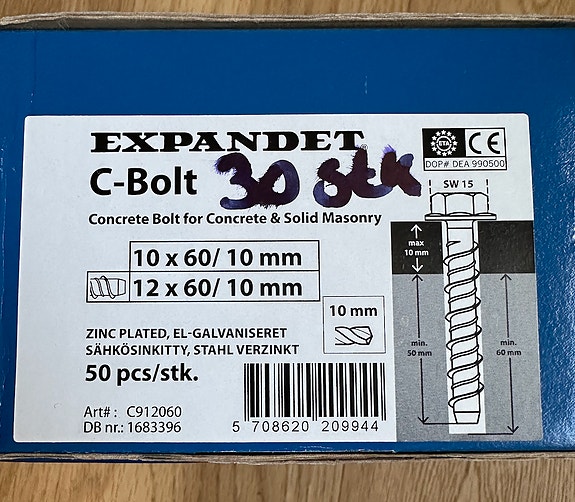 EXPANDET
C-Bolt 30 stk
Concrete Bolt for Concrete & Solid Masonry
10 x 60/ 10 mm
12 x 60/ 10 mm
10 mm
ZINC PLATED, EL-GALVANISERET
SÄHKÖSINKITTY, STAHL VERZINKT
50 pcs/stk.
Art# : C912060
DB nr.: 1683396
5 708620 209944
ETA CE
DOP# DEA 990500
SW 15
max
10 mm
min.
50 mm
min.
60 mm